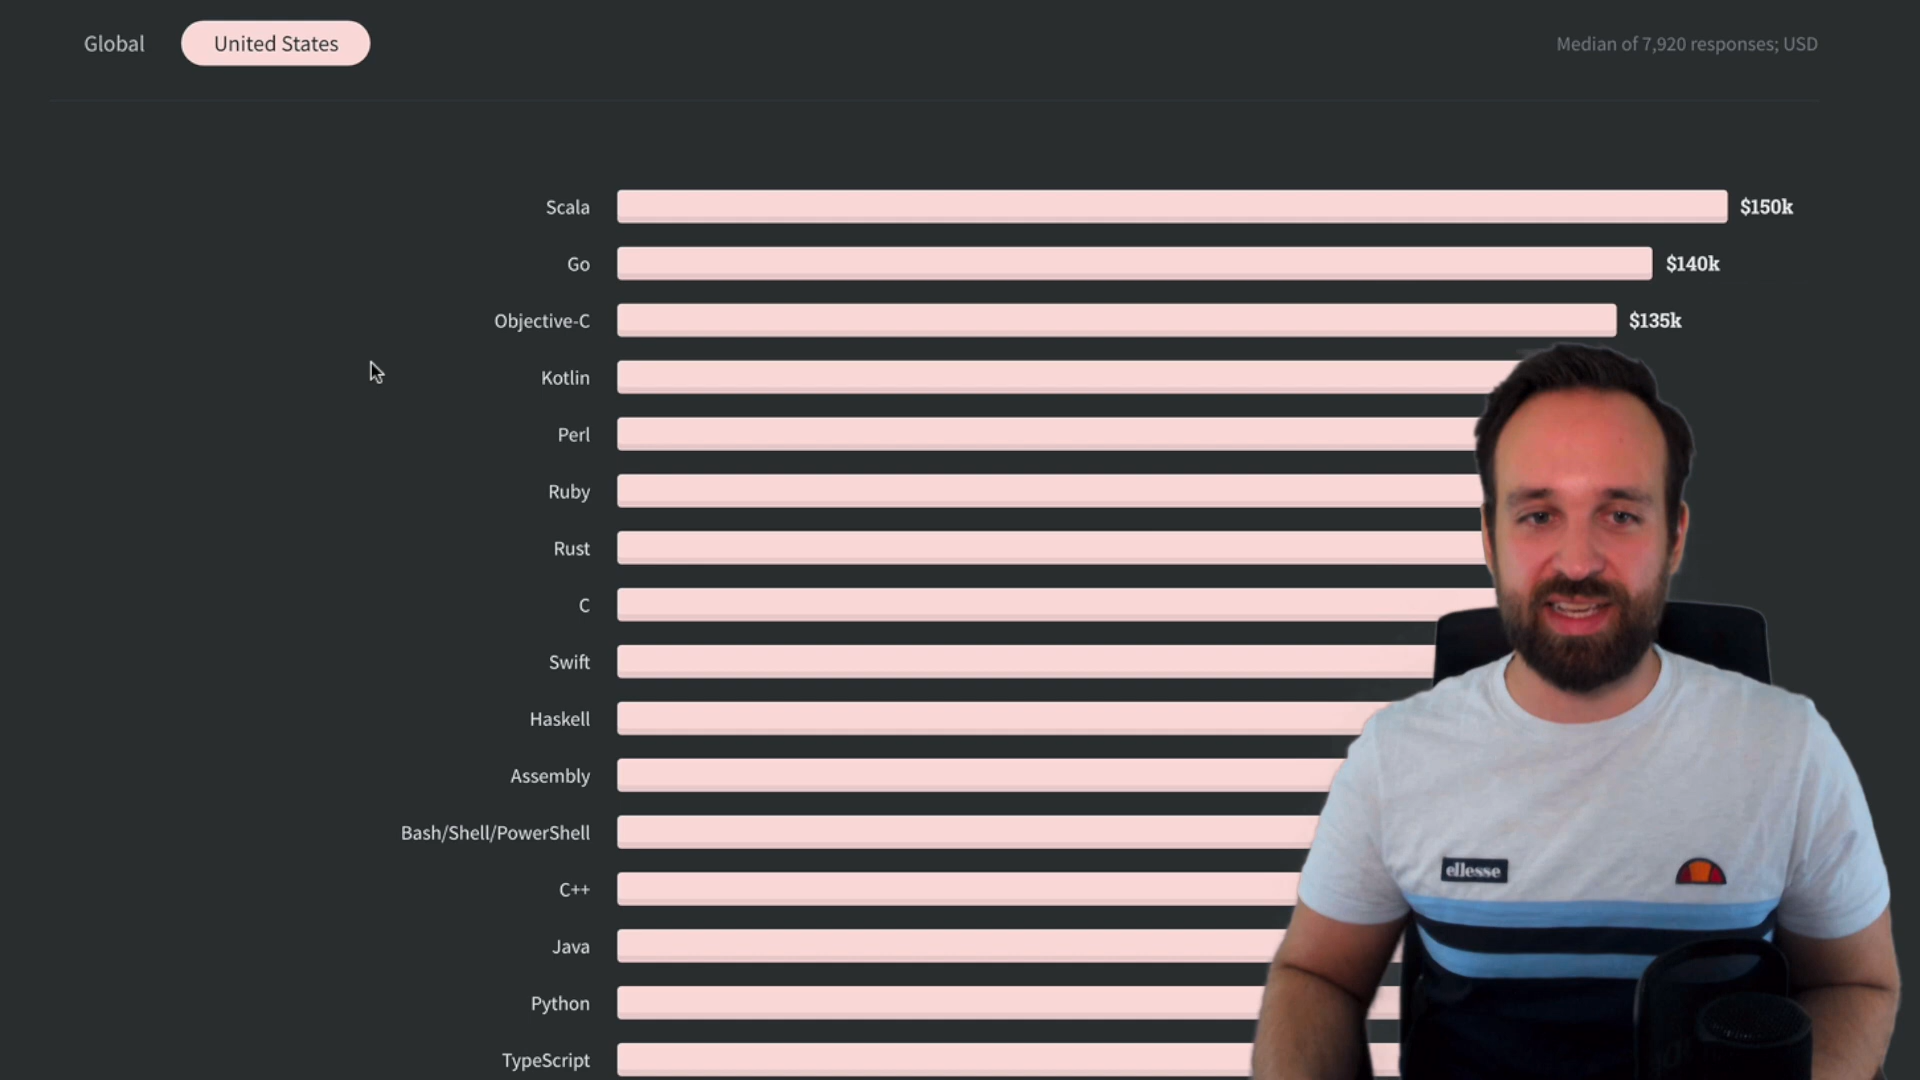 Global
United States
Median of 7,920 responses; USD
Scala $150k
Go $140k
Objective-C $135k
Kotlin
Perl
Ruby
Rust
C
Swift
Haskell
Assembly
Bash/Shell/PowerShell
C++
Java
Python
TypeScript
ellesse